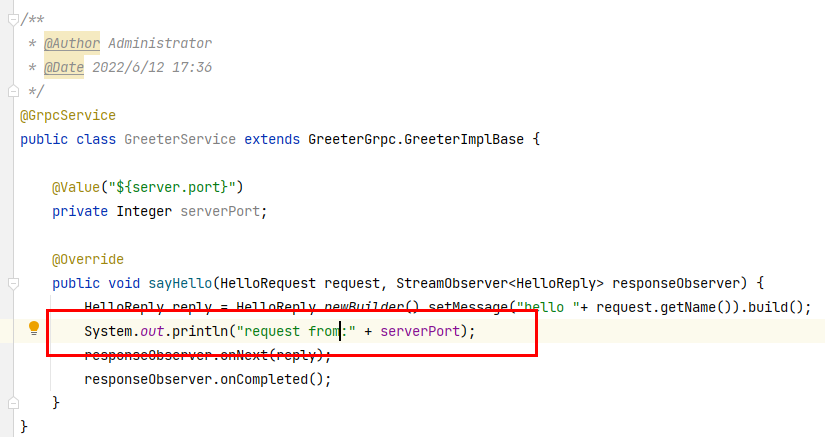 /**
 * @Author Administrator
 * @Date 2022/6/12 17:36
 */
@GrpcService
public class GreeterService extends GreeterGrpc.GreeterImplBase {
    @Value("${server.port}")
    private Integer serverPort;
    @Override
    public void sayHello(HelloRequest request, StreamObserver<HelloReply> responseObserver) {
        HelloReply reply = HelloReply.newBuilder().setMessage("hello "+ request.getName()).build();
        System.out.println("request from:" + serverPort);
        responseObserver.onNext(reply);
        responseObserver.onCompleted();
    }
}